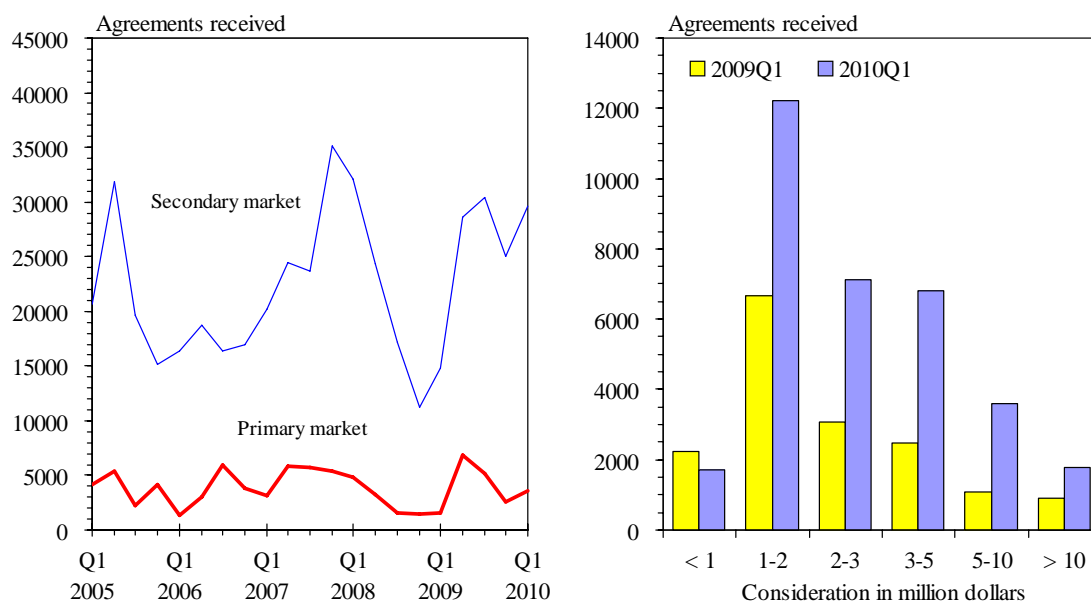 Agreements received
45000
40000
35000
30000
25000
20000
15000
10000
5000
0
Secondary market
Primary market
Q1 Q1 Q1 Q1 Q1 Q1
2005 2006 2007 2008 2009 2010
Agreements received
14000
12000
10000
8000
6000
4000
2000
0
2009Q1 2010Q1
< 1 1-2 2-3 3-5 5-10 > 10
Consideration in million dollars